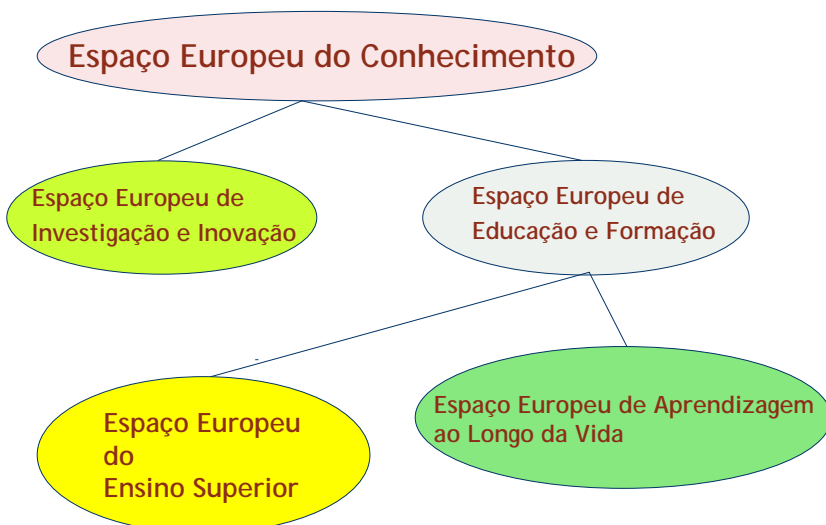 Espaço Europeu do Conhecimento
Espaço Europeu de
Investigação e Inovação
Espaço Europeu de
Educação e Formação
Espaço Europeu
do
Ensino Superior
Espaço Europeu de Aprendizagem
ao Longo da Vida